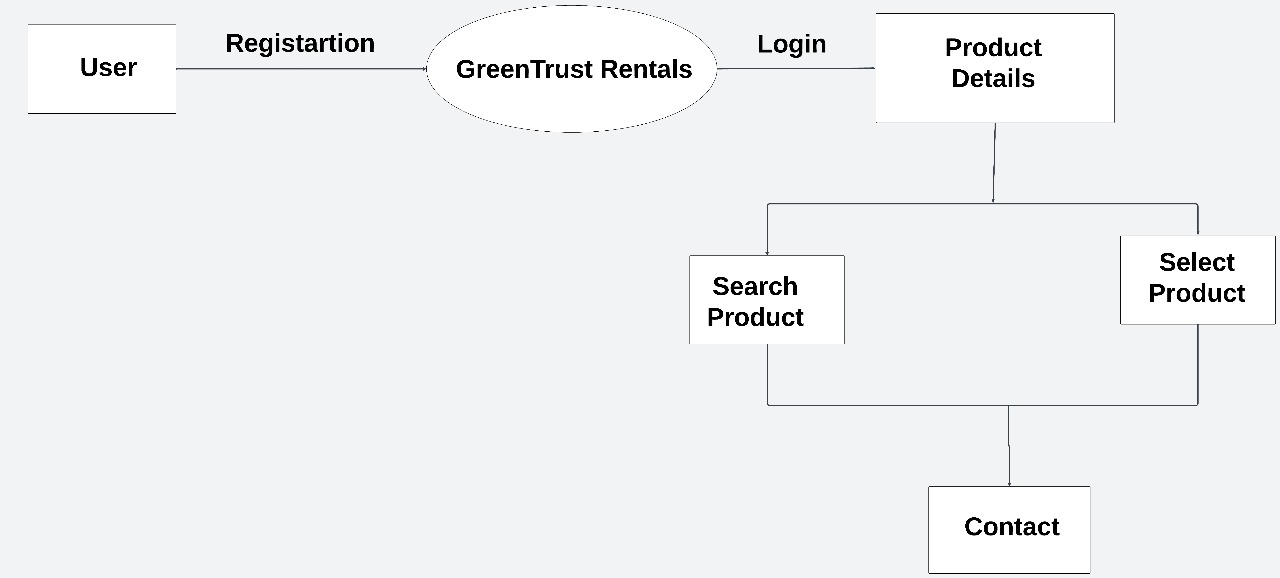 User
Registartion
GreenTrust Rentals
Login
Product
Details
Search
Product
Select
Product
Contact